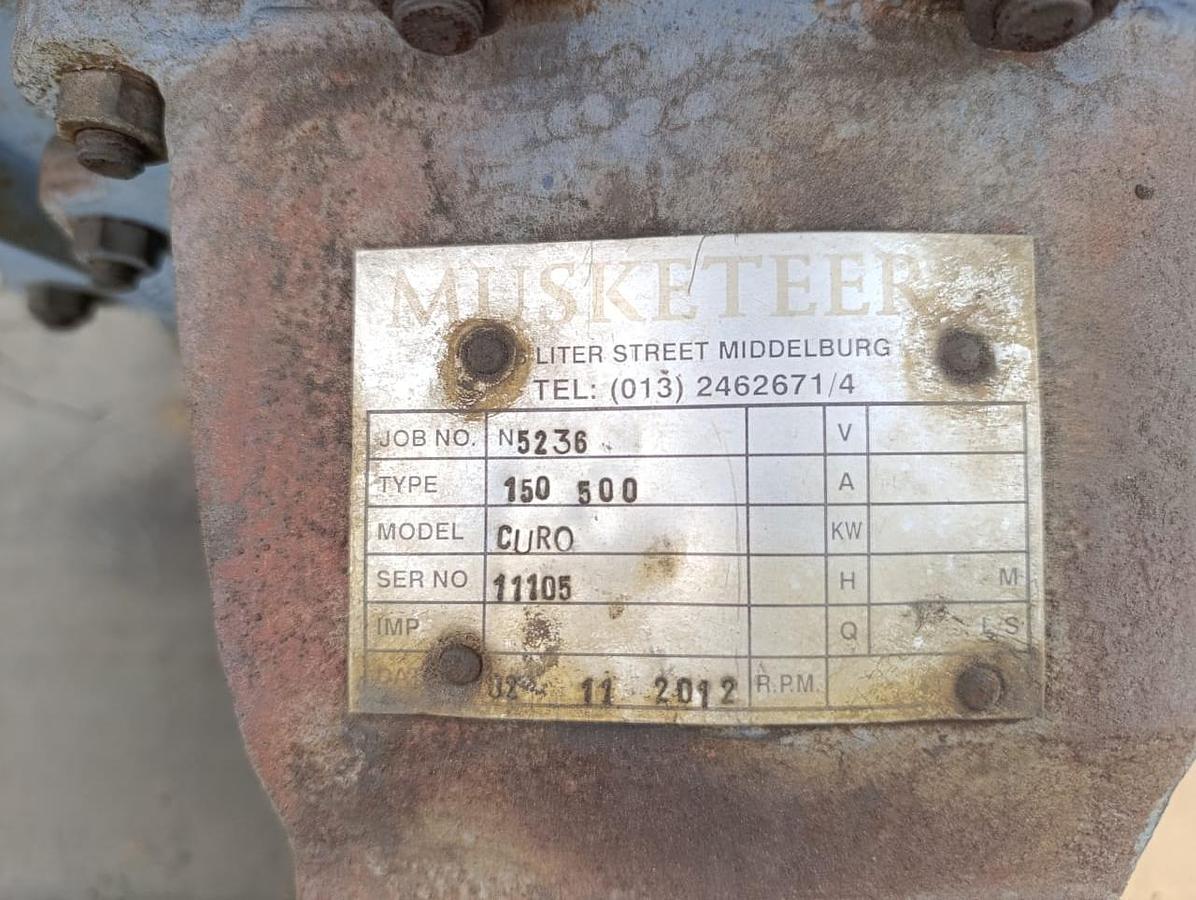 MUSKETEER
LITER STREET MIDDELBURG
TEL: (013) 2462671/4
JOB NO. N5236 V
TYPE 150 500 A
MODEL CURO KW
SER NO 11105 H M
IMP Q L S
02 11 2012 R.P.M.